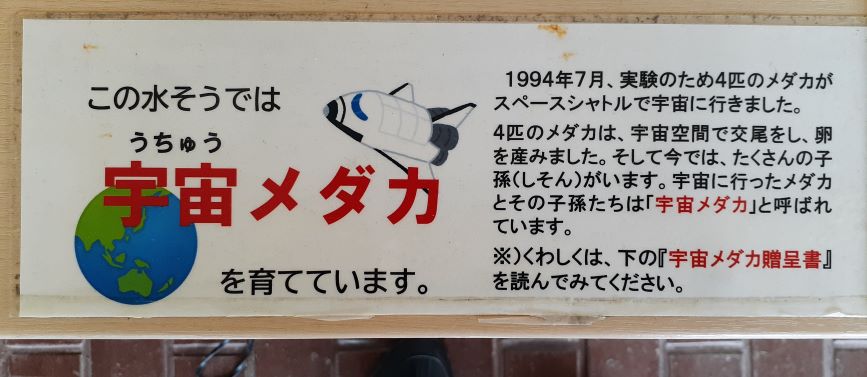 この水そうでは
うちゅう
宇宙メダカ
を育てています。
1994年7月、実験のため4匹のメダカが
スペースシャトルで宇宙に行きました。
4匹のメダカは、宇宙空間で交尾をし、卵
を産みました。そして今では、たくさんの子
孫(しそん)がいます。宇宙に行ったメダカ
とその子孫たちは「宇宙メダカ」と呼ばれ
ています。
※)くわしくは、下の『宇宙メダカ贈呈書』
を読んでみてください。